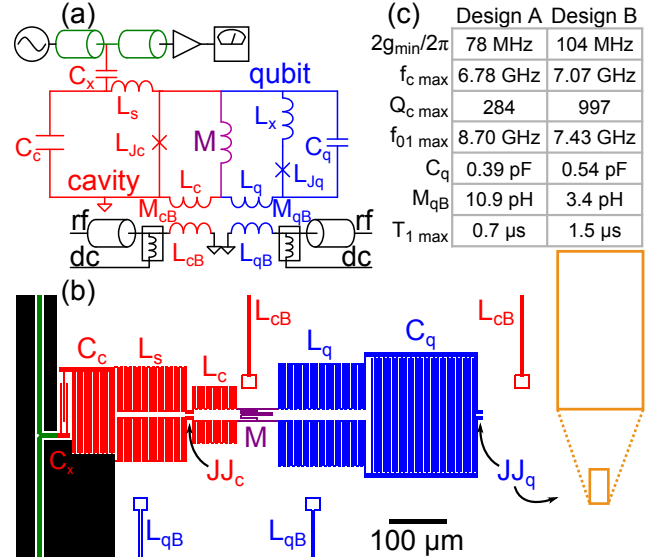 (a)
C_x
L_s
qubit
L_x
C_c
L_Jc
M
C_q
L_Jq
cavity
L_c
L_q
M_cB
M_qB
rf
rf
dc
dc
L_cB
L_qB
(c)
Design A Design B
2g_min/2π 78 MHz 104 MHz
f_c max 6.78 GHz 7.07 GHz
Q_c max 284 997
f_01 max 8.70 GHz 7.43 GHz
C_q 0.39 pF 0.54 pF
M_qB 10.9 pH 3.4 pH
T_1 max 0.7 μs 1.5 μs
(b)
L_cB
L_cB
C_c
L_s
L_c
L_q
C_q
C_x
M
JJ_c
JJ_q
L_qB
L_qB
100 μm